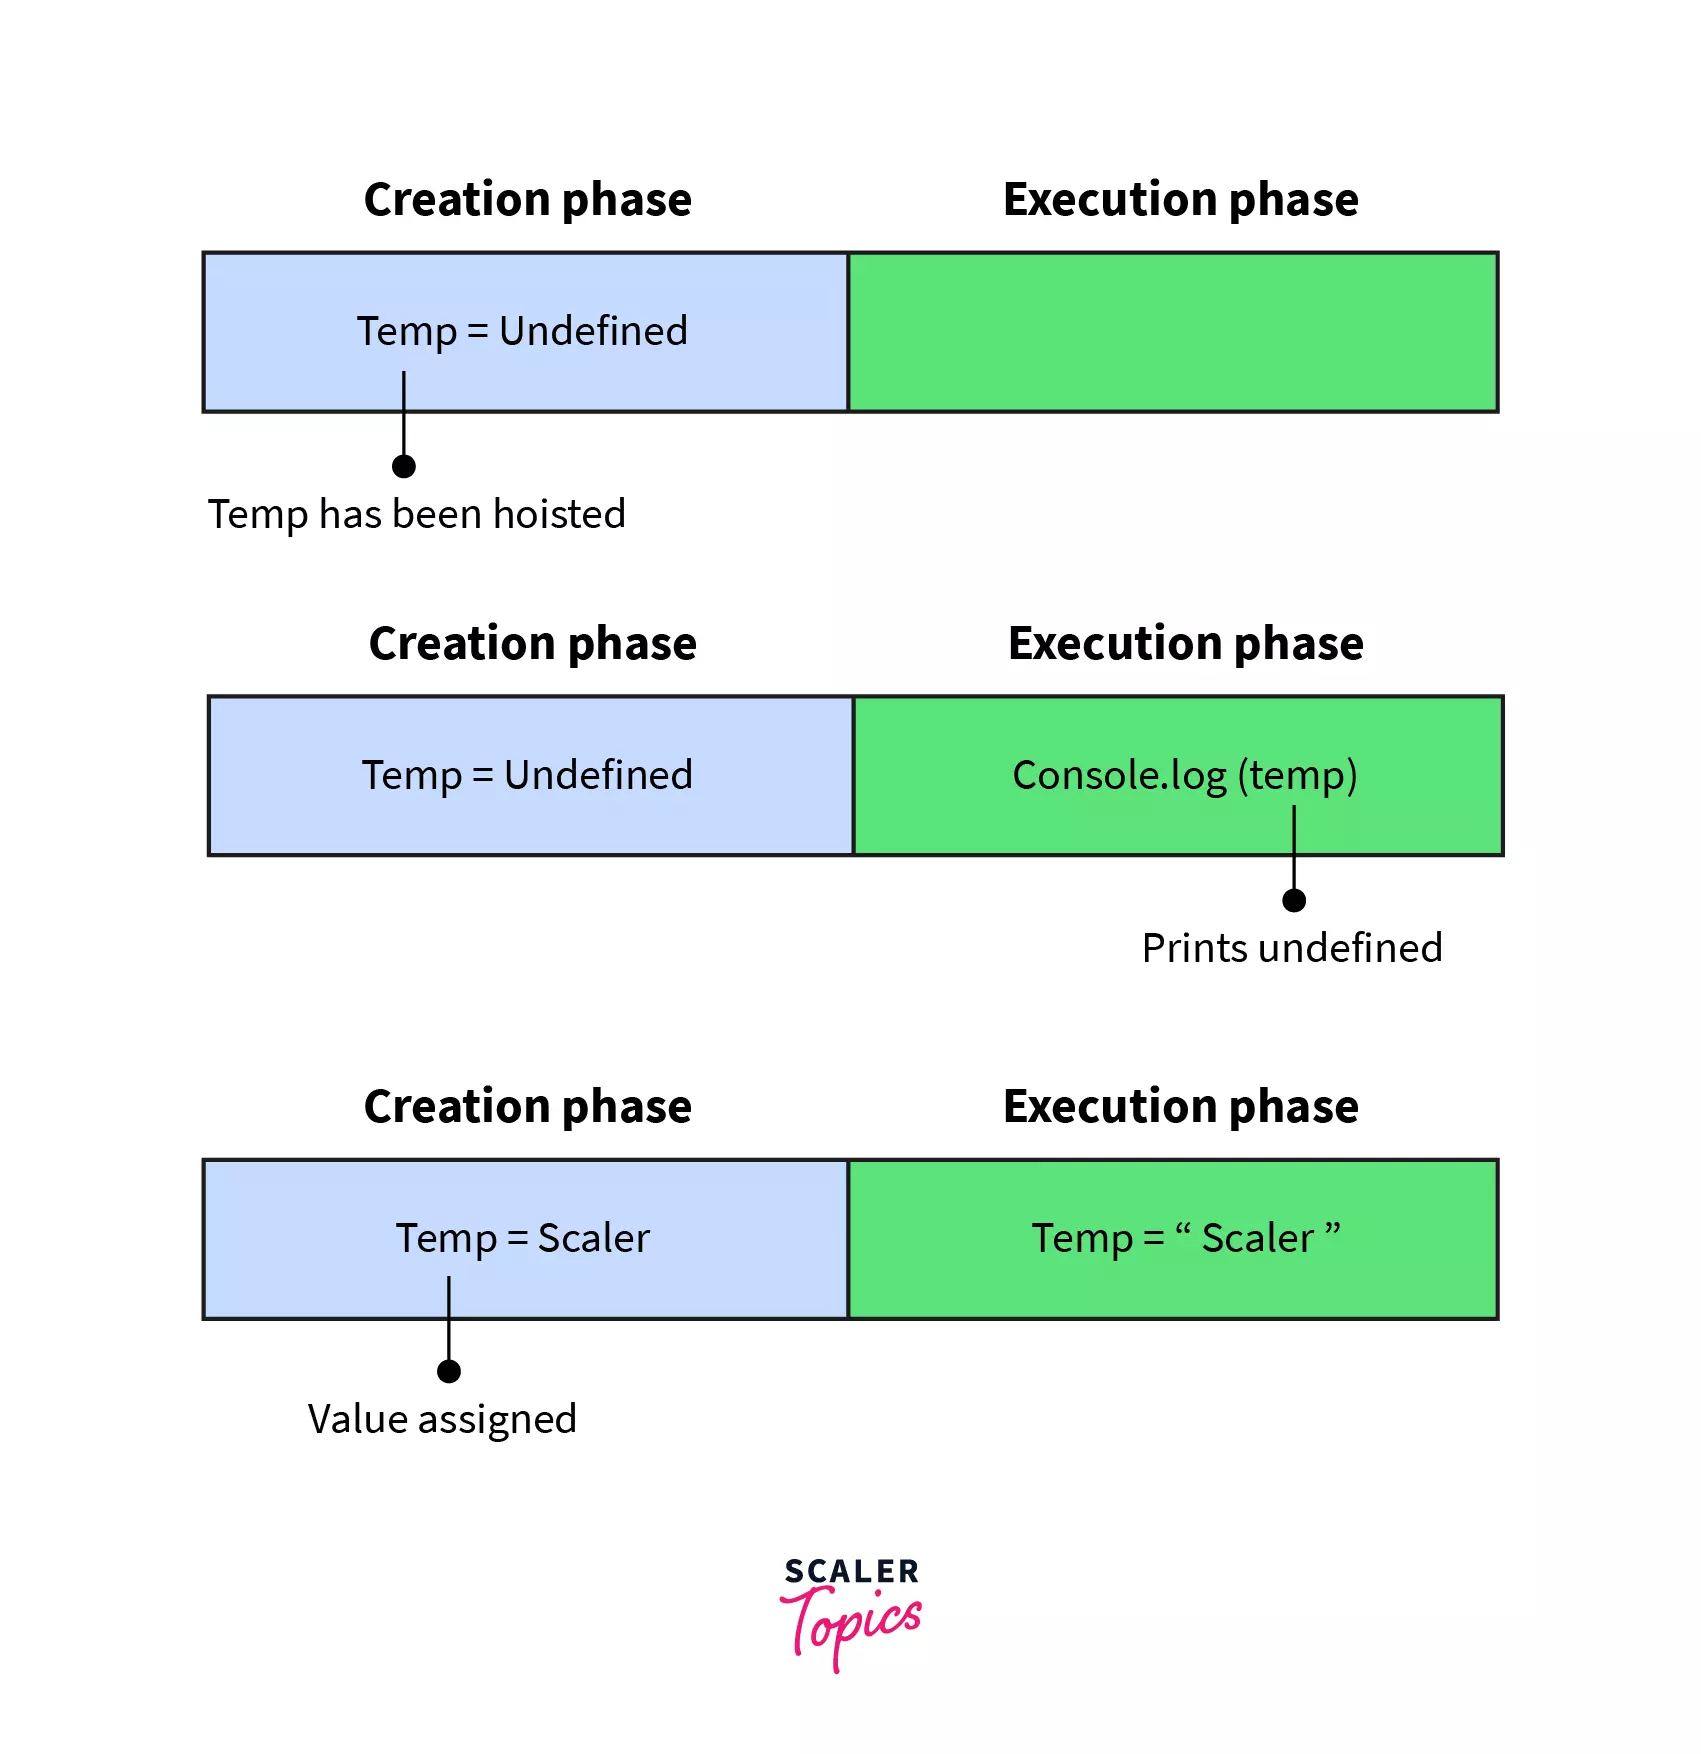 Creation phase
Execution phase
Temp = Undefined
Temp has been hoisted
Creation phase
Execution phase
Temp = Undefined
Console.log (temp)
Prints undefined
Creation phase
Execution phase
Temp = Scaler
Temp = “ Scaler ”
Value assigned
SCALER
Topics